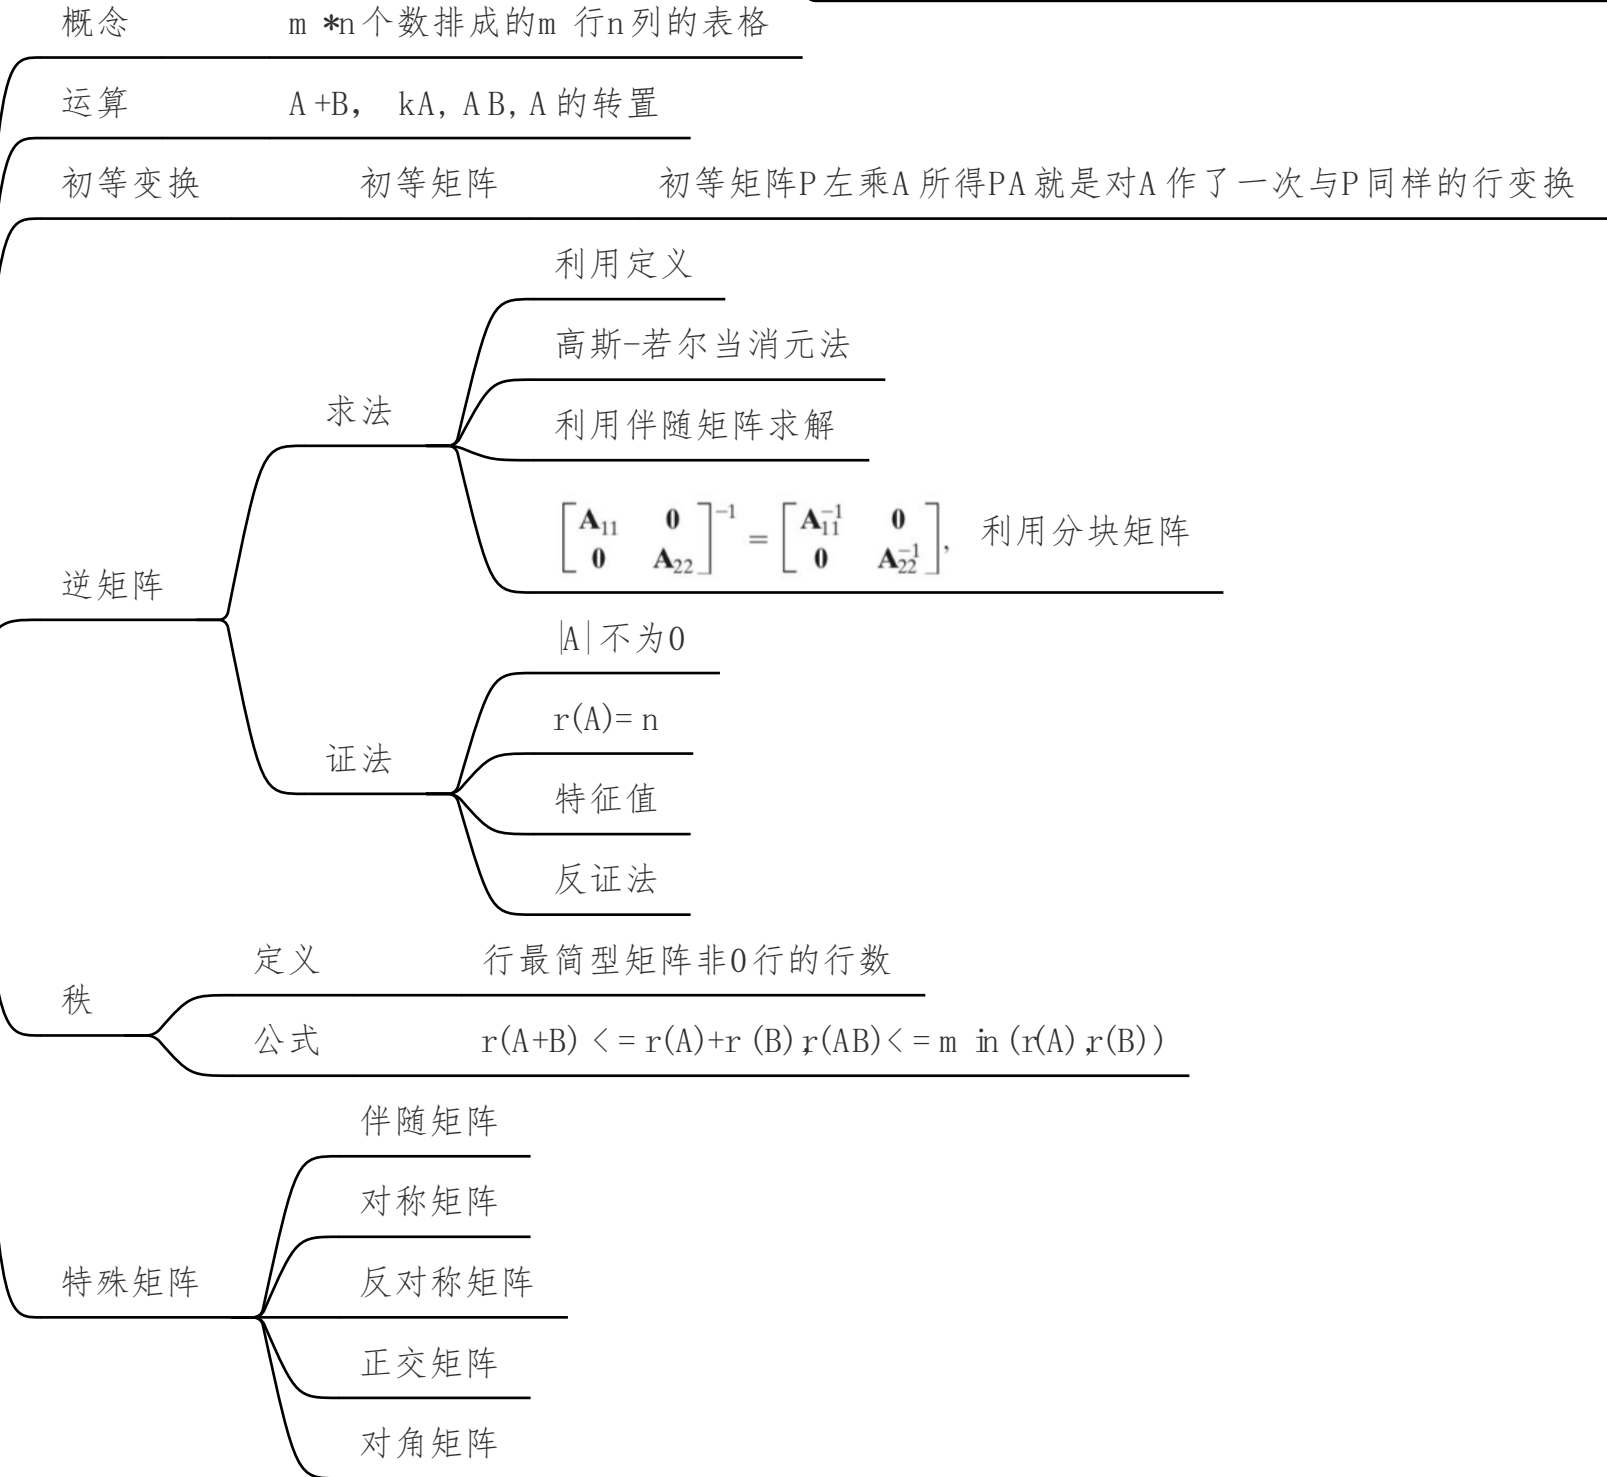 概念 m *n个数排成的m 行n列的表格
运算 A+B， kA, AB, A的转置
初等变换 初等矩阵 初等矩阵P左乘A所得PA就是对A作了一次与P同样的行变换
利用定义
高斯-若尔当消元法
求法
利用伴随矩阵求解
[A₁₁ 0; 0 A₂₂]⁻¹ = [A₁₁⁻¹ 0; 0 A₂₂⁻¹], 利用分块矩阵
逆矩阵
|A|不为0
r(A)=n
证法
特征值
反证法
定义 行最简型矩阵非0行的行数
秩
公式 r(A+B)<=r(A)+r(B),r(AB)<=min(r(A),r(B))
伴随矩阵
对称矩阵
特殊矩阵 反对称矩阵
正交矩阵
对角矩阵